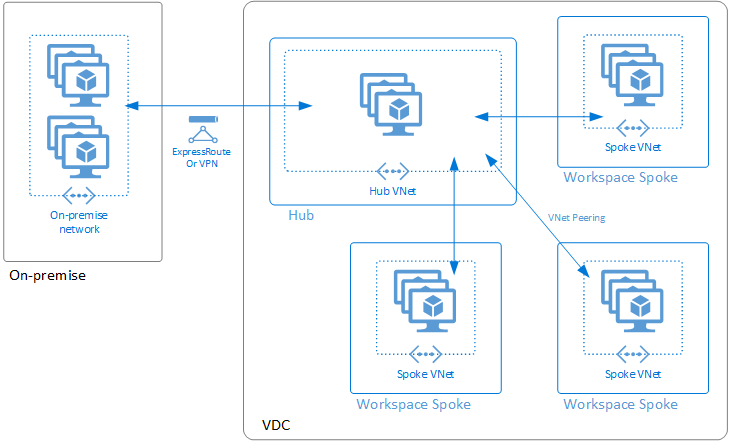 On-premise
network
On-premise
ExpressRoute
Or VPN
Hub VNet
Hub
Spoke VNet
Workspace Spoke
VNet Peering
Spoke VNet
Workspace Spoke
Spoke VNet
Workspace Spoke
VDC